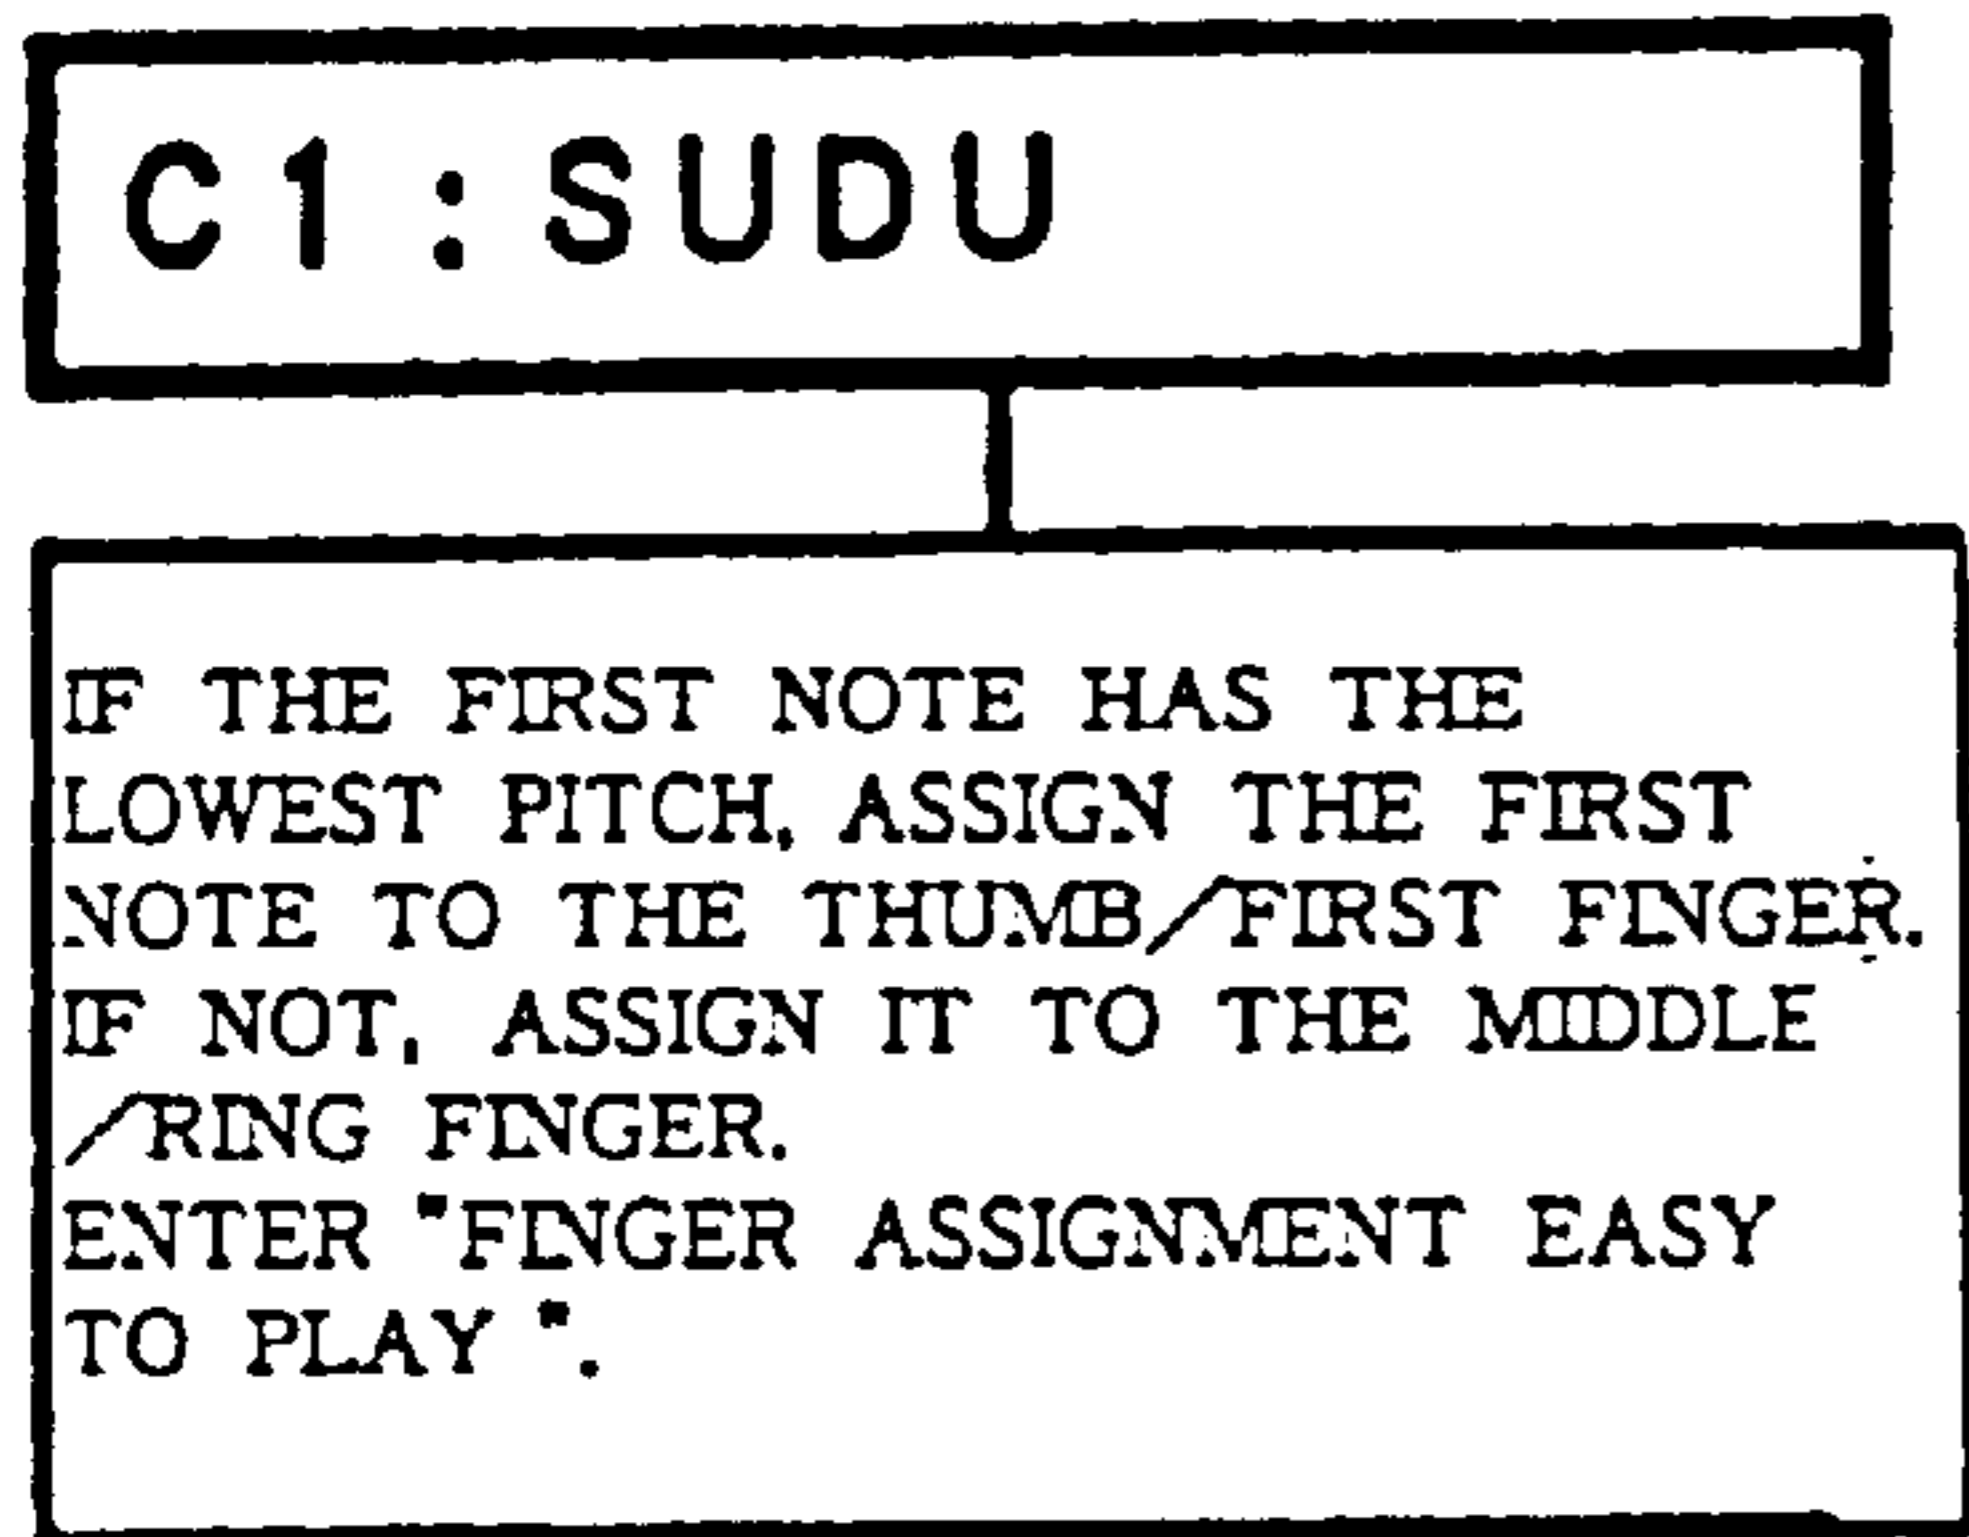 C1:SUDU
IF THE FIRST NOTE HAS THE
LOWEST PITCH, ASSIGN THE FIRST
NOTE TO THE THUMB/FIRST FINGER.
IF NOT, ASSIGN IT TO THE MIDDLE
/RING FINGER.
ENTER "FINGER ASSIGNMENT EASY
TO PLAY ".